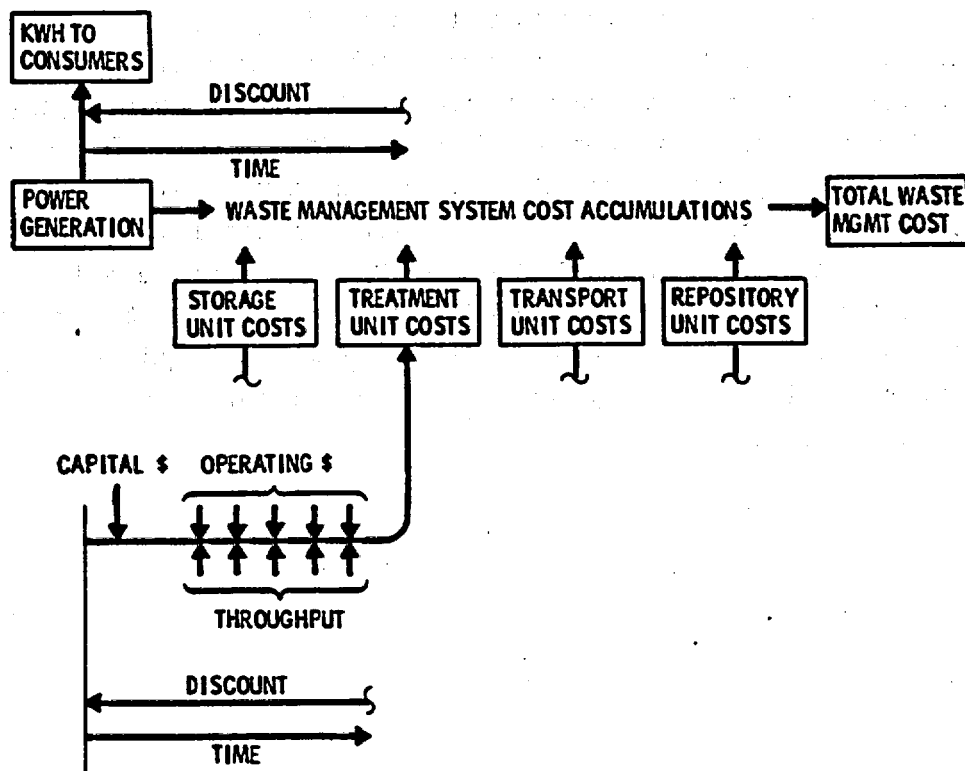 KWH TO
CONSUMERS
DISCOUNT
TIME
POWER
GENERATION
WASTE MANAGEMENT SYSTEM COST ACCUMULATIONS
TOTAL WASTE
MGMT COST
STORAGE
UNIT COSTS
TREATMENT
UNIT COSTS
TRANSPORT
UNIT COSTS
REPOSITORY
UNIT COSTS
CAPITAL $
OPERATING $
THROUGHPUT
DISCOUNT
TIME